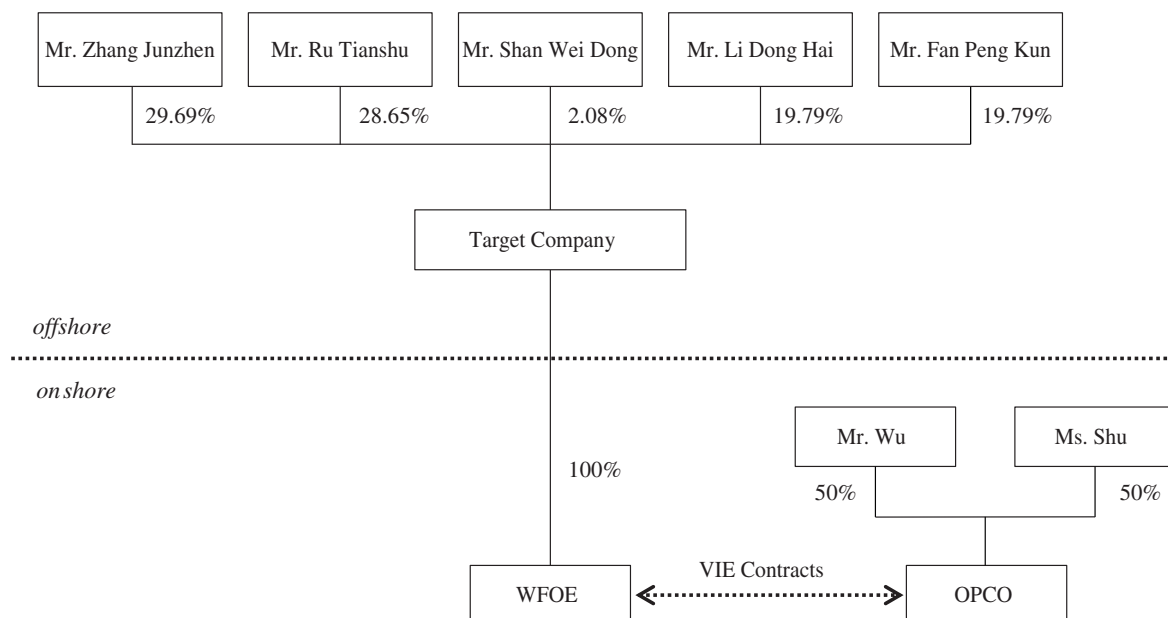 Mr. Zhang Junzhen
Mr. Ru Tianshu
Mr. Shan Wei Dong
Mr. Li Dong Hai
Mr. Fan Peng Kun
29.69%
28.65%
2.08%
19.79%
19.79%
Target Company
offshore
onshore
Mr. Wu
Ms. Shu
100%
50%
50%
VIE Contracts
WFOE
OPCO